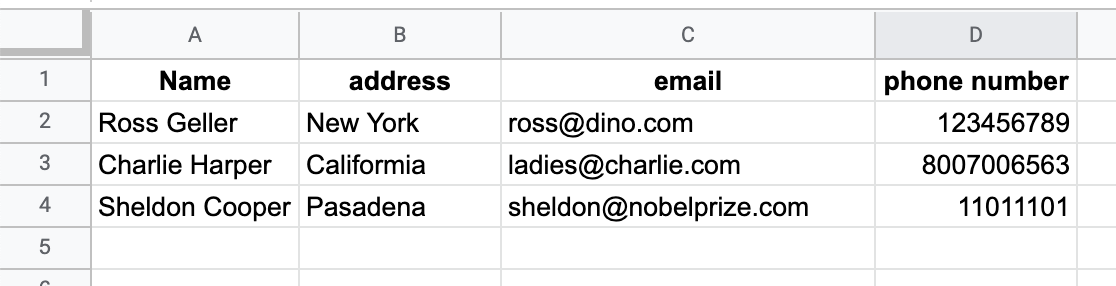 A B C D
1 Name address email phone number
2 Ross Geller New York ross@dino.com 123456789
3 Charlie Harper Califormia ladies@charlie.com 8007006563
4 Sheldon Cooper Pasadena sheldon@nobelprize.com 11011101
5